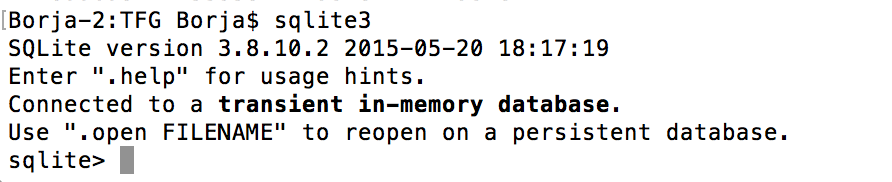 [Borja-2:TFG Borja$ sqlite3
SQLite version 3.8.10.2 2015-05-20 18:17:19
Enter ".help" for usage hints.
Connected to a transient in-memory database.
Use ".open FILENAME" to reopen on a persistent database.
sqlite>